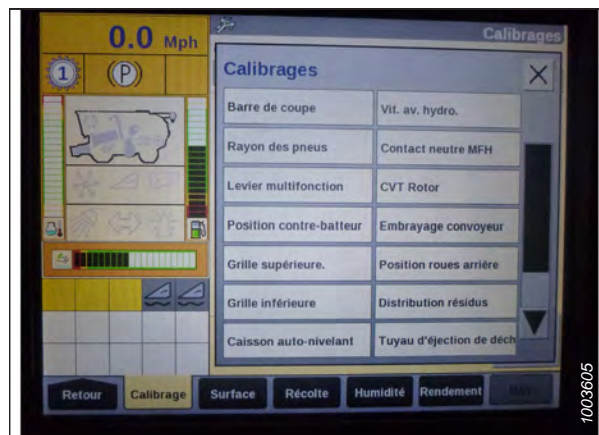 0.0 Mph
Calibrages
1
(P)
Calibrages
X
Barre de coupe
Vit. av. hydro.
Rayon des pneus
Contact neutre MFH
Levier multifonction
CVT Rotor
Position contre-batteur
Embrayage convoyeur
Grille supérieure.
Position roues arrière
Grille inférieure
Distribution résidus
Caisson auto-nivelant
Tuyau d'éjection de déch
Retour
Calibrage
Surface
Récolte
Humidité
Rendement
1003605